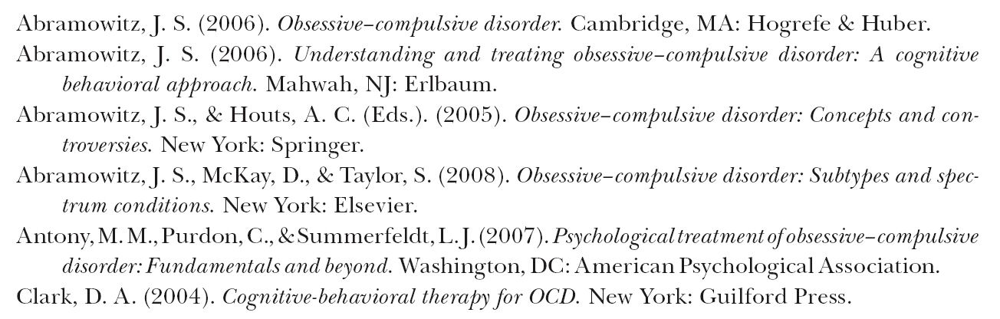 Abramowitz, J. S. (2006). Obsessive–compulsive disorder. Cambridge, MA: Hogrefe & Huber.
Abramowitz, J. S. (2006). Understanding and treating obsessive–compulsive disorder: A cognitive
behavioral approach. Mahwah, NJ: Erlbaum.
Abramowitz, J. S., & Houts, A. C. (Eds.). (2005). Obsessive–compulsive disorder: Concepts and con-
troversies. New York: Springer.
Abramowitz, J. S., McKay, D., & Taylor, S. (2008). Obsessive–compulsive disorder: Subtypes and spec-
trum conditions. New York: Elsevier.
Antony, M. M., Purdon, C., & Summerfeldt, L. J. (2007). Psychological treatment of obsessive–compulsive
disorder: Fundamentals and beyond. Washington, DC: American Psychological Association.
Clark, D. A. (2004). Cognitive-behavioral therapy for OCD. New York: Guilford Press.